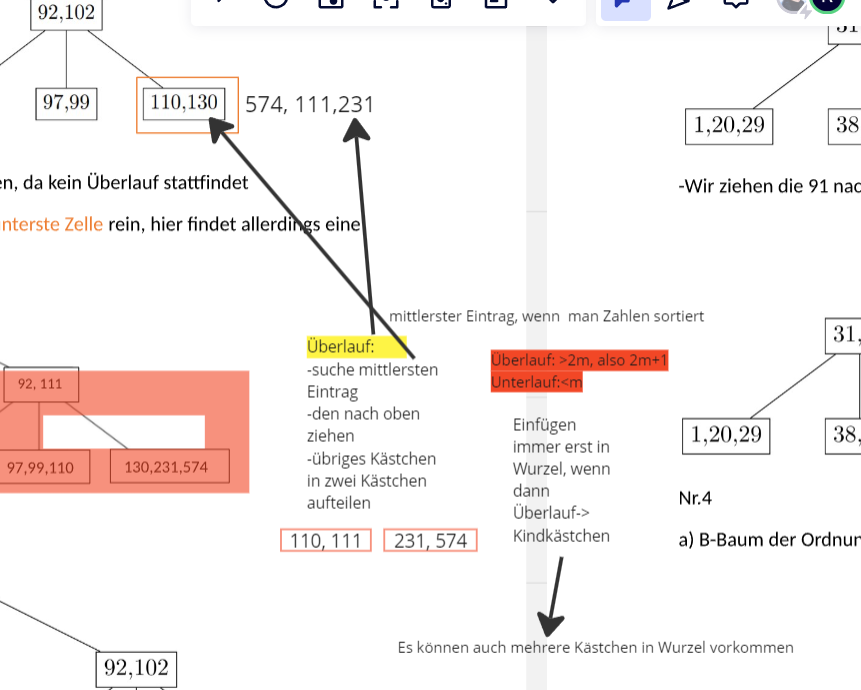 92,102
97,99
110,130
574, 111,231
en, da kein Überlauf stattfindet
nterste Zelle rein, hier findet allerdings eine
mittlerster Eintrag, wenn man Zahlen sortiert
Überlauf:
-suche mittlersten
Eintrag
-den nach oben
ziehen
-übriges Kästchen
in zwei Kästchen
aufteilen
110, 111
231, 574
92, 111
97,99,110
130,231,574
92,102
Überlauf: >2m, also 2m+1
Unterlauf:<m
Einfügen
immer erst in
Wurzel, wenn
dann
Überlauf->
Kindkästchen
Es können auch mehrere Kästchen in Wurzel vorkommen
1,20,29
38
-Wir ziehen die 91 nac
31,
1,20,29
38,
Nr.4
a) B-Baum der Ordnur